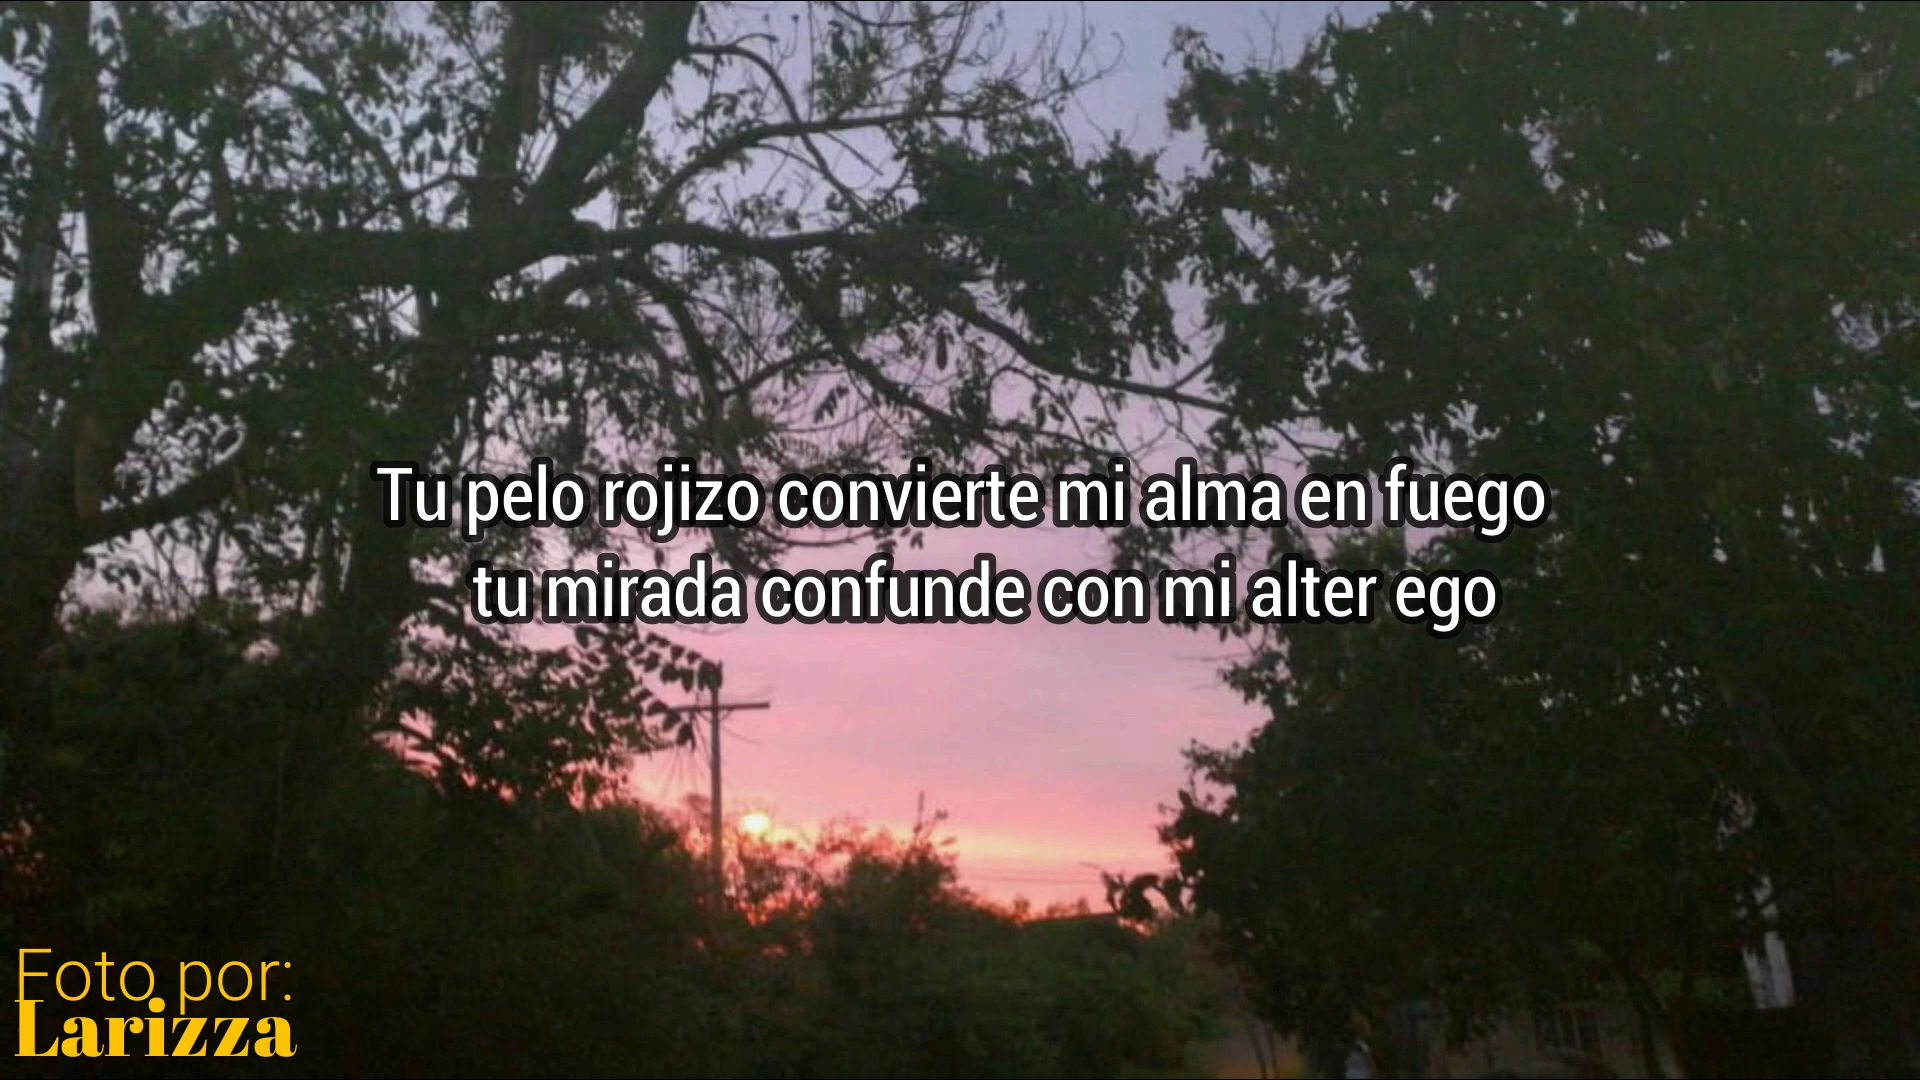 Tu pelo rojizo convierte mi alma en fuego
tu mirada confunde con mi alter ego
Foto por:
Larizza